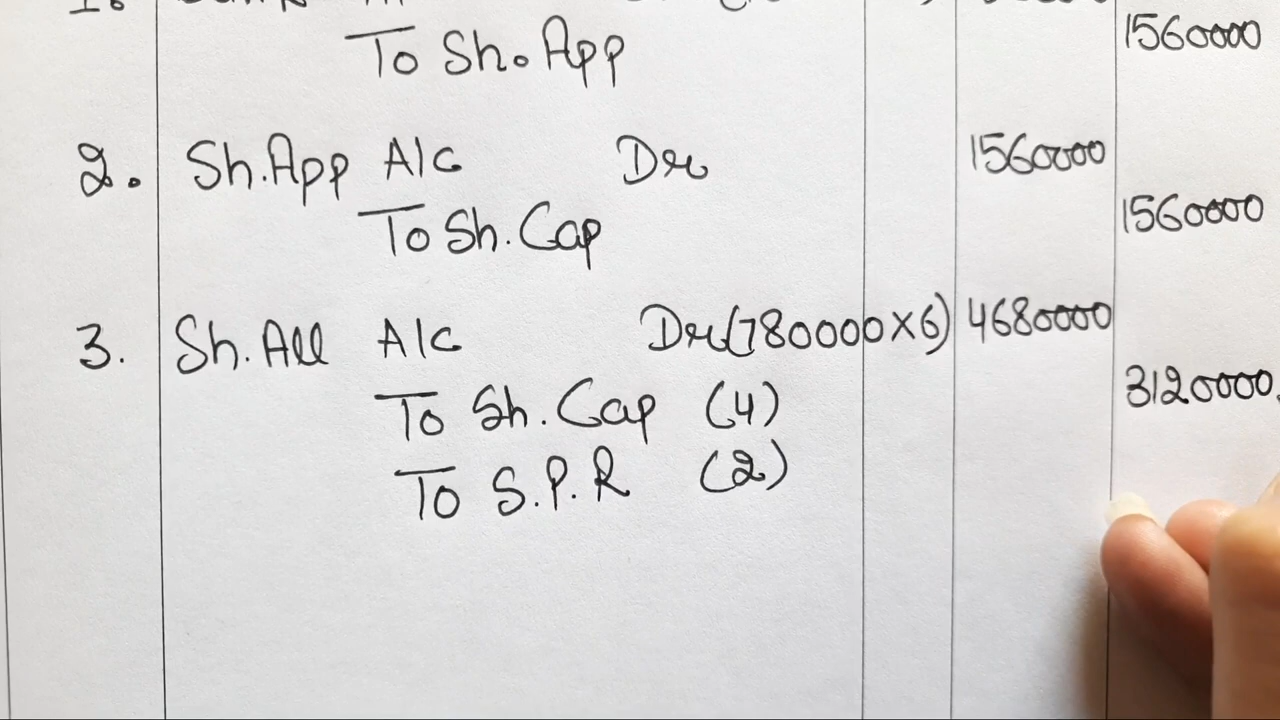 To Sh. App 1560000
2. Sh. App A/c Dr 1560000
To Sh. Cap 1560000
3. Sh. All A/c Dr (780000×6) 4680000
To Sh. Cap (4) 3120000
To S.P.R (2)